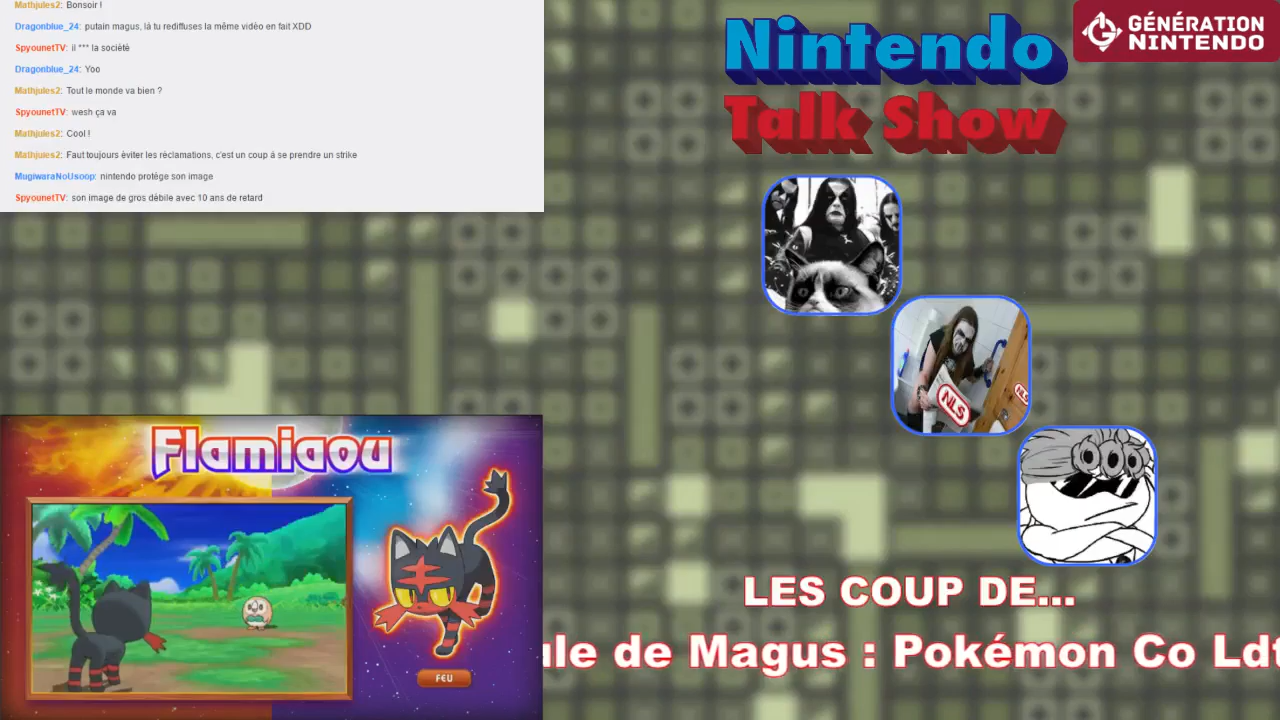 Mathjules2: Bonsoir !
Dragonblue_24: putain magus, là tu rediffuses la même vidéo en fait XDD
SpyounetTV: il *** la société
Dragonblue_24: Yoo
Mathjules2: Tout le monde va bien ?
SpyounetTV: wesh ça va
Mathjules2: Cool !
Mathjules2: Faut toujours éviter les réclamations, c'est un coup à se prendre un strike
MugiwaraNoUsoop: nintendo protège son image
SpyounetTV: son image de gros débile avec 10 ans de retard
Nintendo
Talk Show
GÉNÉRATION
NINTENDO
NLS
NLS
Flamiaou
FEU
LES COUP DE...
de Magus : Pokémon Co